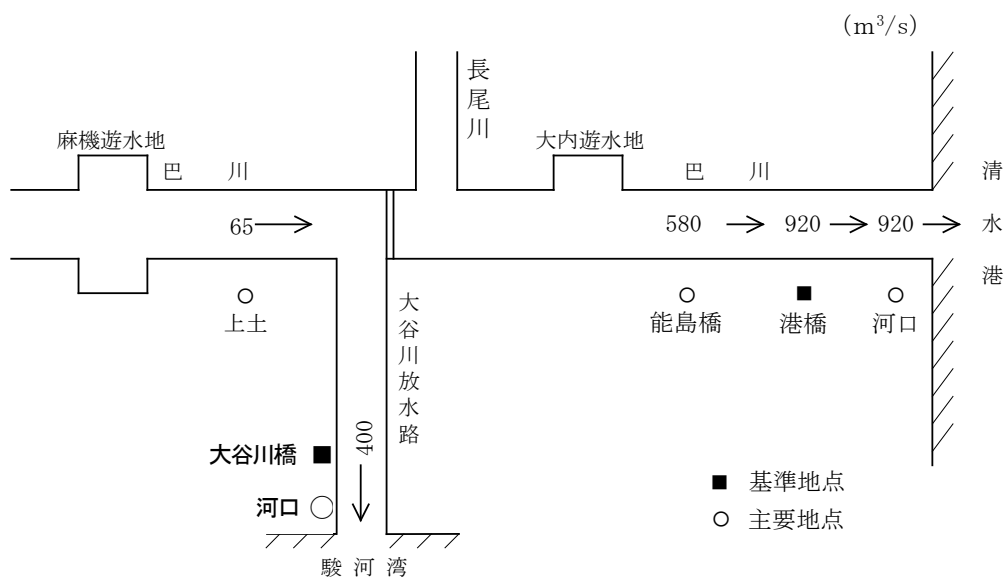 (m³/s)
長尾川
麻機遊水地
大内遊水地
巴 川
巴 川
清水港
65
580
920
920
上土
能島橋
港橋
河口
大谷川放水路
400
大谷川橋
河口
■ 基準地点
○ 主要地点
駿河湾